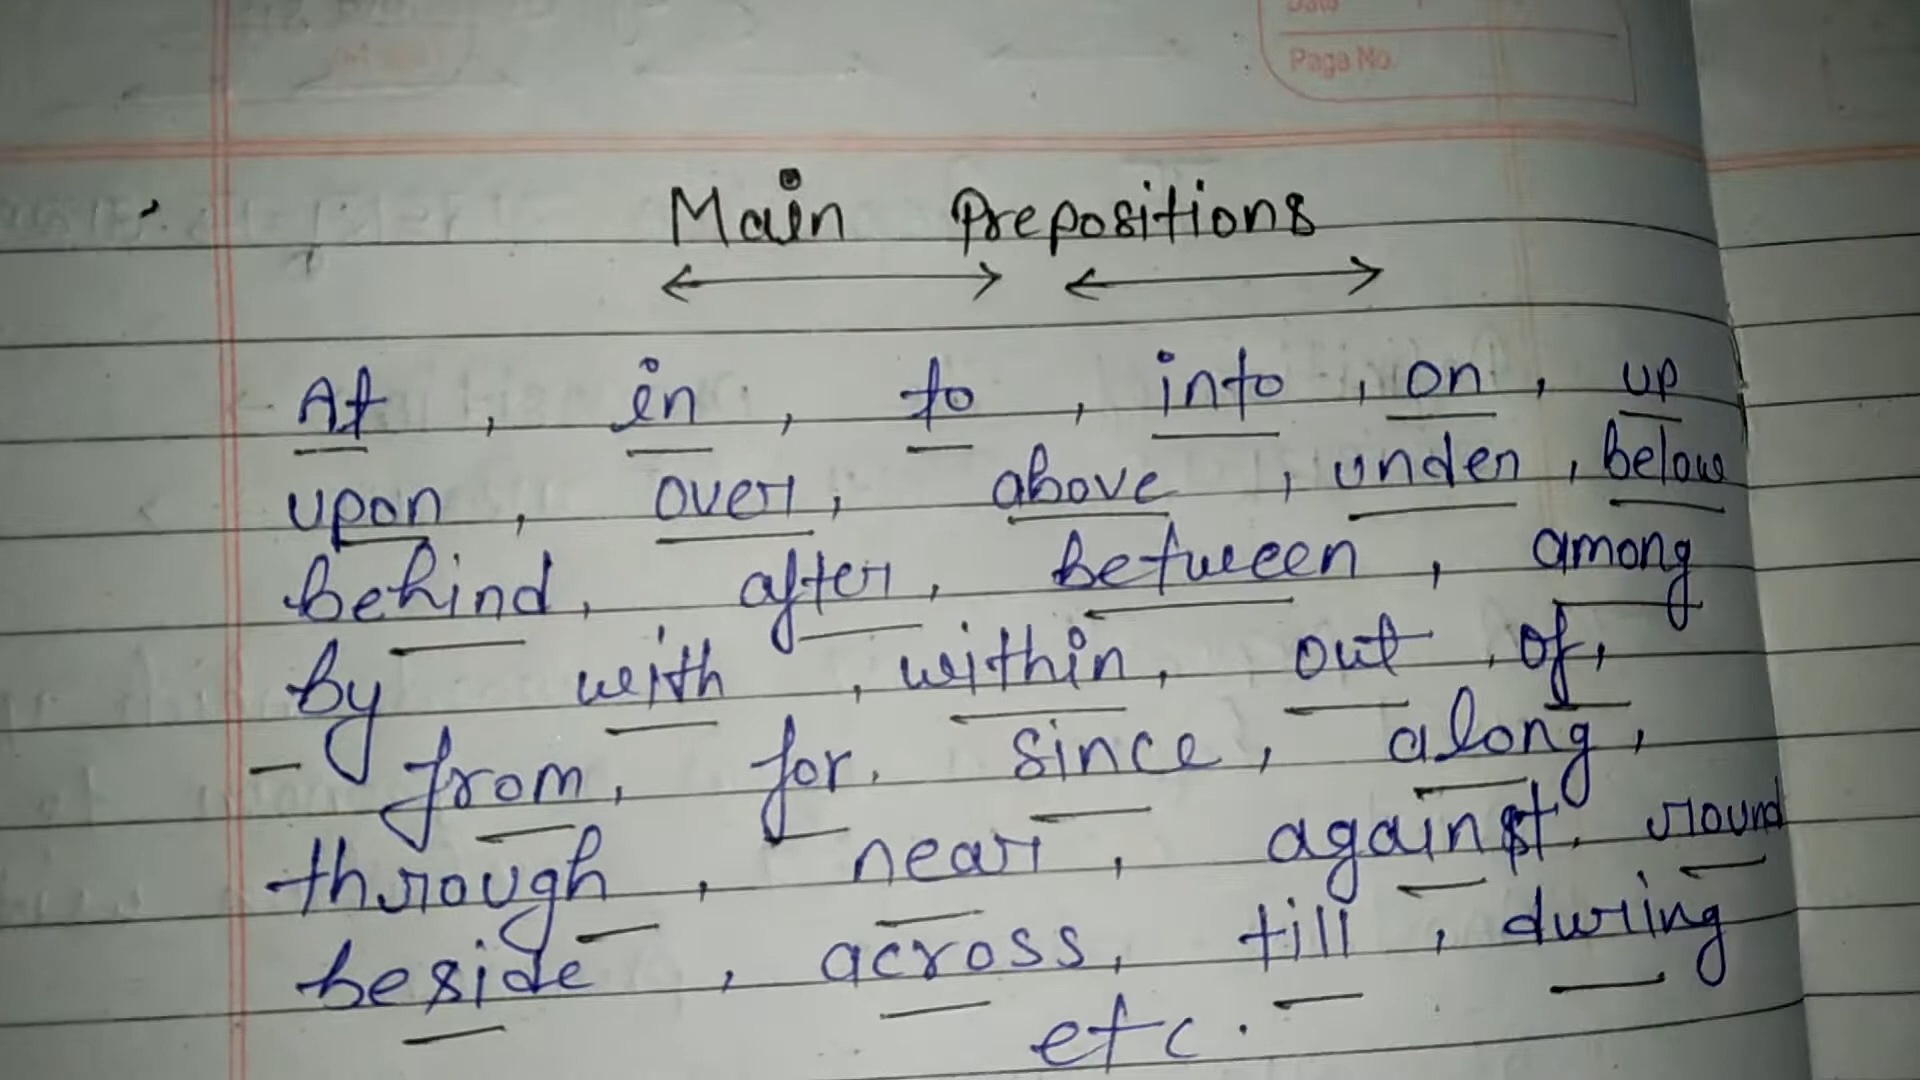 Page No.
Main Prepositions
At , in , to , into , on , up
upon , over , above , under , below
behind, after, between , among
by with , within, out of,
from, for, since, along,
through , near , against, round
beside , across, till , during
etc.